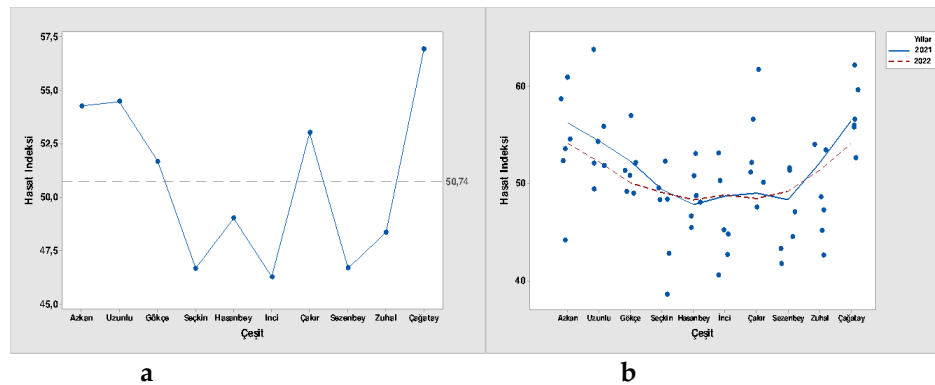 57,5
55,0
52,5
50,0
47,5
45,0
Hasat İndeksi
50,74
Azkan Uzunlu Gökçe Seçkin Hasanbey İnci Çakır Sezenbey Zuhal Çağatay
Çeşit
a
60
50
40
Hasat İndeksi
Yıllar
2021
2022
Azkan Uzunlu Gökçe Seçkin Hasanbey İnci Çakır Sezenbey Zuhal Çağatay
Çeşit
b